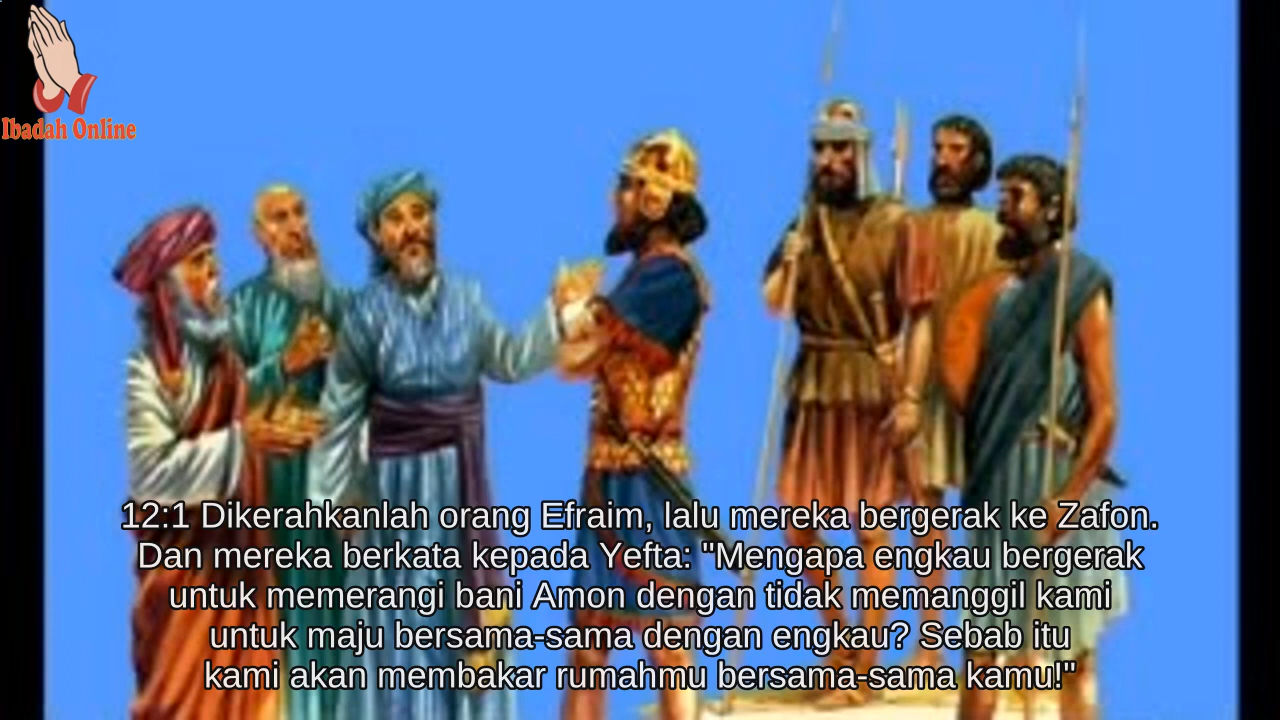 Ibadah Online
12:1 Dikerahkanlah orang Efraim, lalu mereka bergerak ke Zafon.
Dan mereka berkata kepada Yefta: "Mengapa engkau bergerak
untuk memerangi bani Amon dengan tidak memanggil kami
untuk maju bersama-sama dengan engkau? Sebab itu
kami akan membakar rumahmu bersama-sama kamu!"